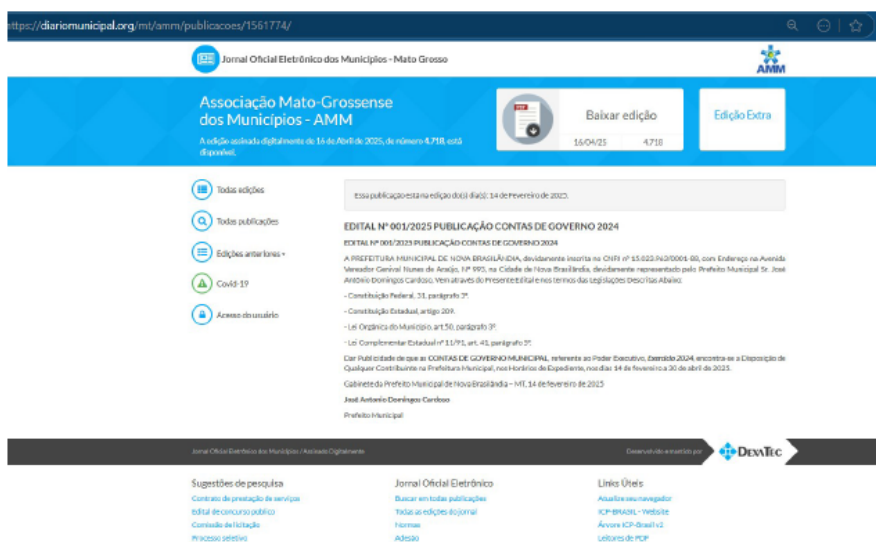 https://diariomunicipal.org/mt/amm/publicacoes/1561774/
Jornal Oficial Eletrônico dos Municípios - Mato Grosso
AMM
Associação Mato-Grossense
dos Municípios - AMM
A edição assinada digitalmente de 16 de Abril de 2025, de número 4.718, está
disponível.
PDF
Baixar edição
16/04/25 4.718
Edição Extra
Todas edições
Todas publicações
Edições anteriores
Covid-19
Acesso do usuário
Essa publicação está na edição do(s) dia(s): 14 de Fevereiro de 2025.
EDITAL Nº 001/2025 PUBLICAÇÃO CONTAS DE GOVERNO 2024
EDITAL Nº 001/2025 PUBLICAÇÃO CONTAS DE GOVERNO 2024
A PREFEITURA MUNICIPAL DE NOVA BRASILÂNDIA, devidamente inscrita no CNPJ nº 15.023.963/0001-88, com Endereço na Avenida
Vereador Genival Nunes de Araújo, Nº 993, na Cidade de Nova Brasilândia, devidamente representado pelo Prefeito Municipal Sr. José
Antônio Domingos Cardoso, Vem através do Presente Edital e nos termos das Legislações Descritas Abaixo:
- Constituição Federal, 31, parágrafo 3º.
- Constituição Estadual, artigo 209.
- Lei Orgânica do Município, art.50, parágrafo 3º.
- Lei Complementar Estadual nº 11/91, art. 41, parágrafo 5º.
Dar Publicidade de que as CONTAS DE GOVERNO MUNICIPAL, referente ao Poder Executivo, Exercício 2024, encontra-se a Disposição de
Qualquer Contribuinte na Prefeitura Municipal, nos Horários de Expediente, nos dias 14 de fevereiro a 30 de abril de 2025.
Gabinete da Prefeito Municipal de Nova Brasilândia – MT, 14 de fevereiro de 2025
José Antonio Domingos Cardoso
Prefeito Municipal
Jornal Oficial Eletrônico dos Municípios / Assinado Digitalmente
Desenvolvido e mantido por
DEXATEC
Sugestões de pesquisa
Contrato de prestação de serviços
Edital de concurso público
Comissão de licitação
Processo seletivo
Jornal Oficial Eletrônico
Buscar em todas publicações
Todas as edições do jornal
Normas
Adesão
Links Úteis
Atualize seu navegador
ICP-BRASIL - Website
Árvore ICP-Brasil v2
Leitores de PDF